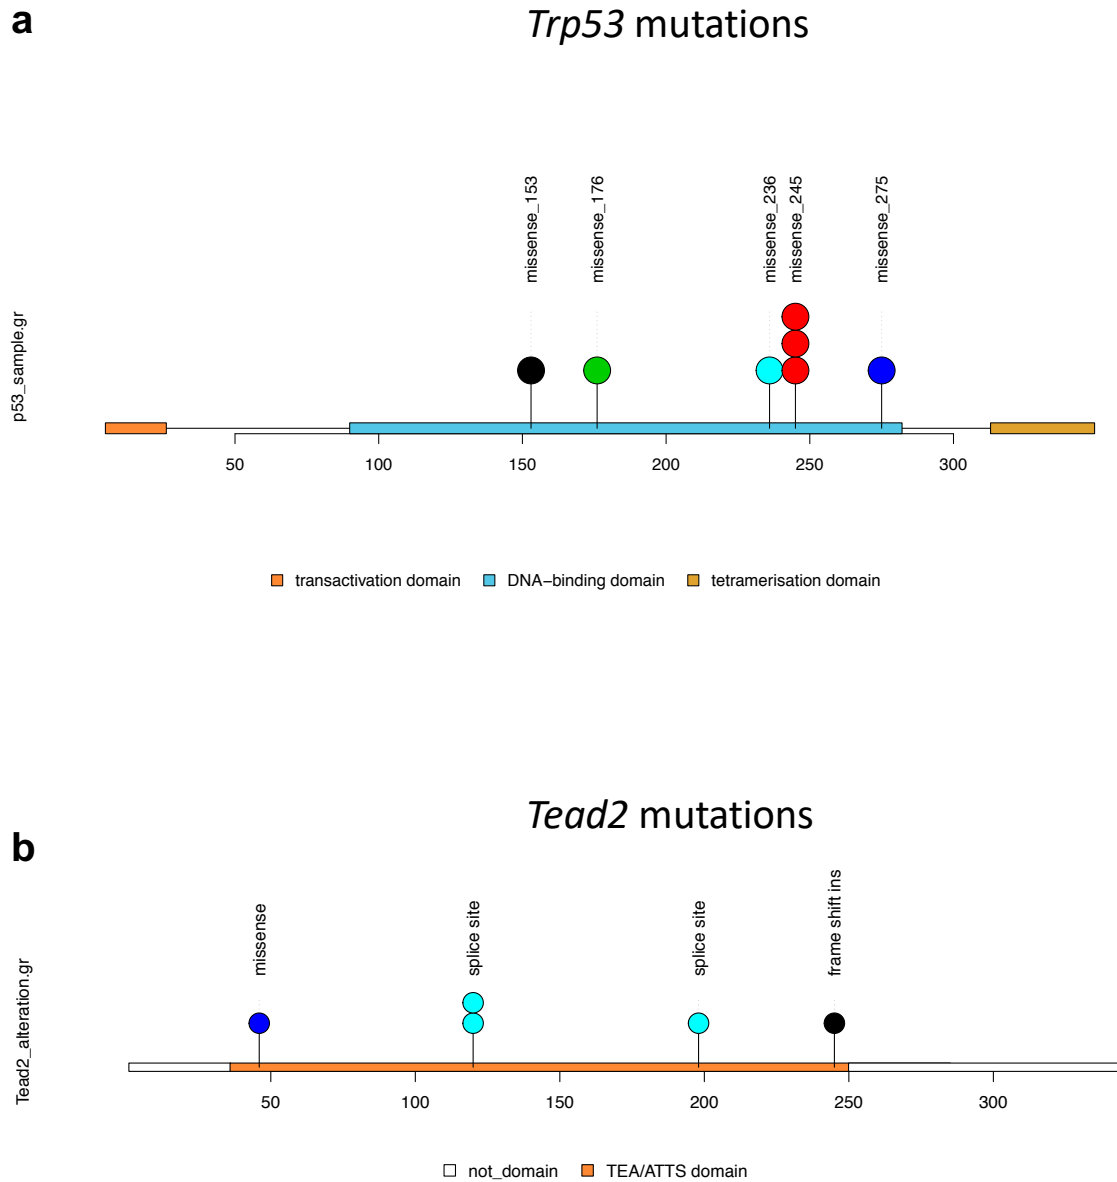 a
Trp53 mutations
missense_153
missense_176
missense_236
missense_245
missense_275
p53_sample.gr
50 100 150 200 250 300
transactivation domain DNA−binding domain tetramerisation domain
Tead2 mutations
b
missense
splice site
splice site
frame shift ins
Tead2_alteration.gr
50 100 150 200 250 300
not_domain TEA/ATTS domain